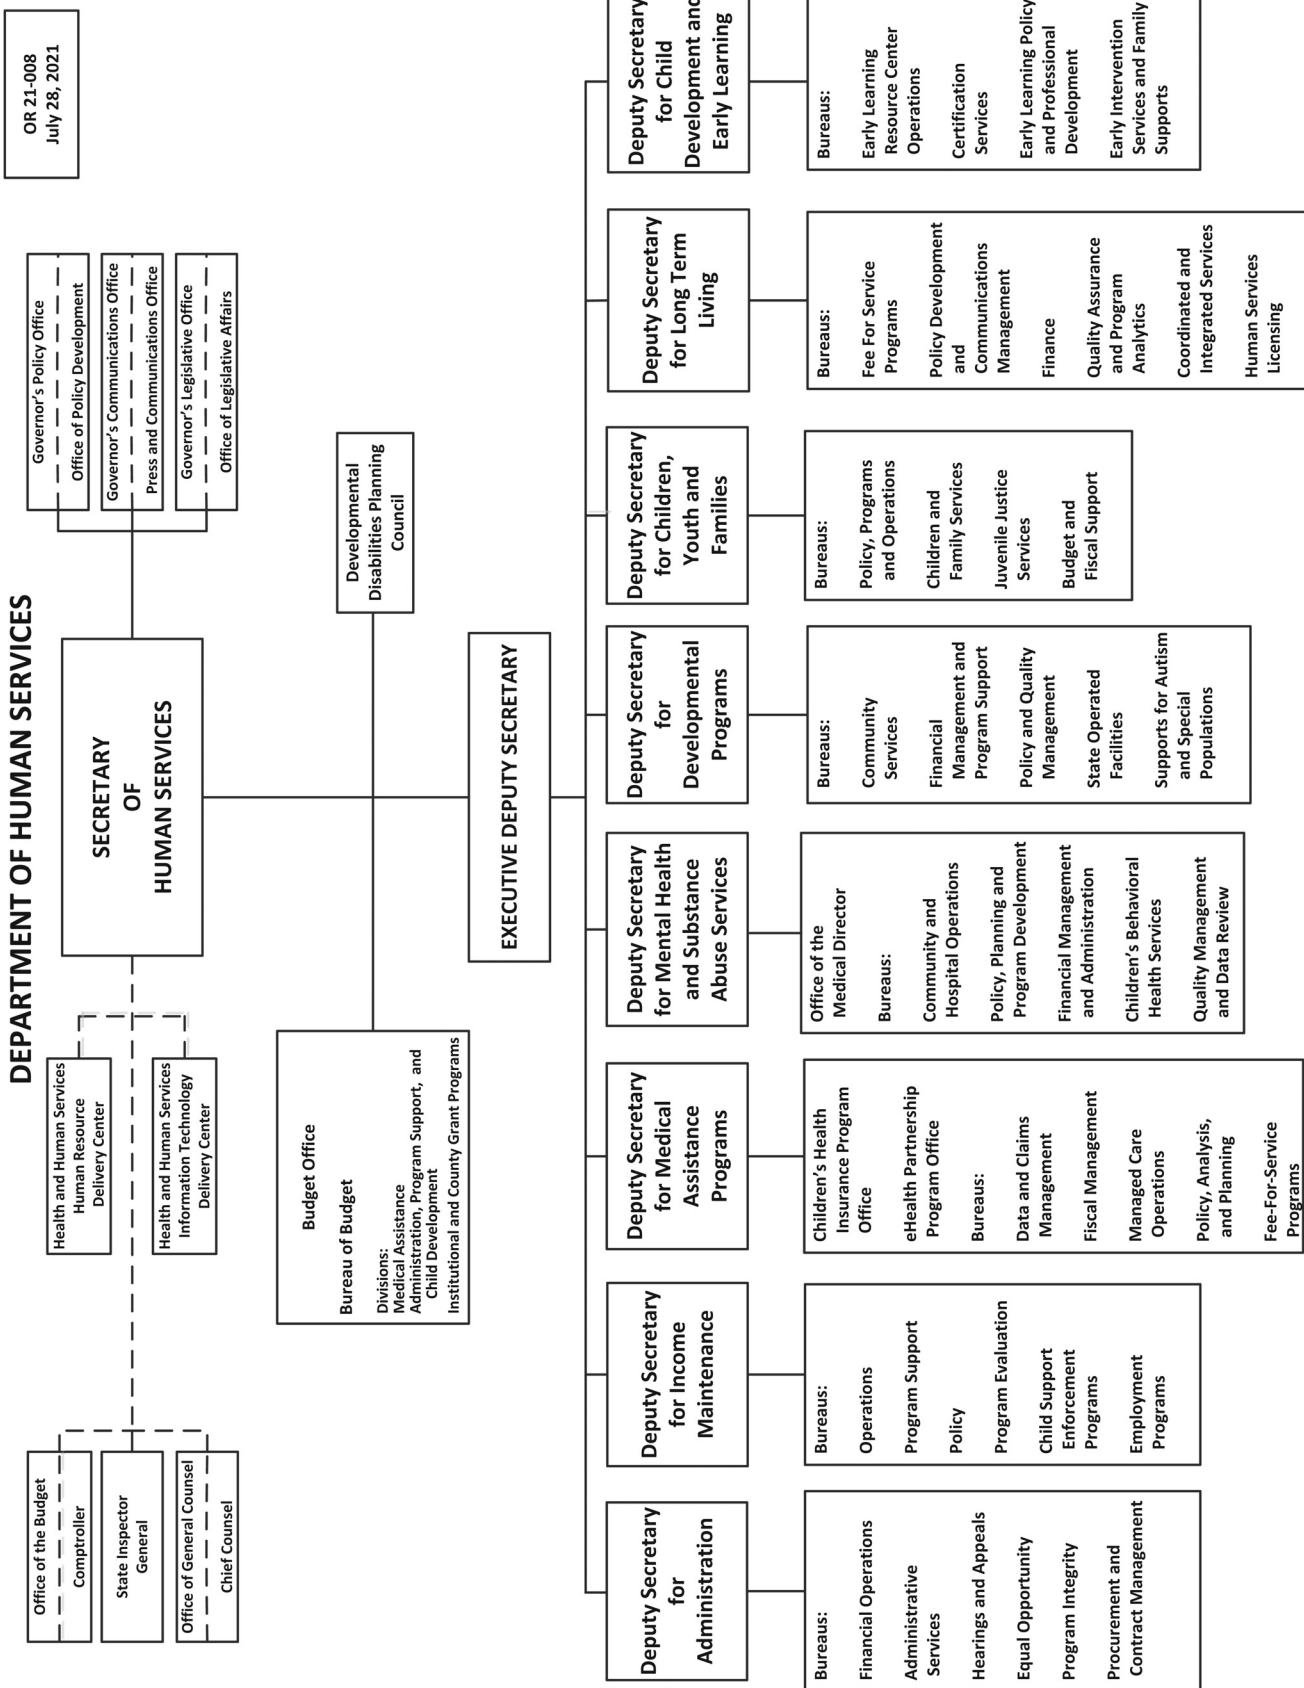 DEPARTMENT OF HUMAN SERVICES
OR 21-008
July 28, 2021
Office of the Budget
Comptroller
State Inspector
General
Office of General Counsel
Chief Counsel
Health and Human Services
Human Resource
Delivery Center
Health and Human Services
Information Technology
Delivery Center
SECRETARY
OF
HUMAN SERVICES
Governor's Policy Office
Office of Policy Development
Governor's Communications Office
Press and Communications Office
Governor's Legislative Office
Office of Legislative Affairs
Budget Office
Bureau of Budget
Divisions:
Medical Assistance
Administration, Program Support, and
Child Development
Institutional and County Grant Programs
Developmental
Disabilities Planning
Council
EXECUTIVE DEPUTY SECRETARY
Deputy Secretary
for
Administration
Bureaus:
Financial Operations
Administrative
Services
Hearings and Appeals
Equal Opportunity
Program Integrity
Procurement and
Contract Management
Deputy Secretary
for Income
Maintenance
Bureaus:
Operations
Program Support
Policy
Program Evaluation
Child Support
Enforcement
Programs
Employment
Programs
Deputy Secretary
for Medical
Assistance
Programs
Children's Health
Insurance Program
Office
eHealth Partnership
Program Office
Bureaus:
Data and Claims
Management
Fiscal Management
Managed Care
Operations
Policy, Analysis,
and Planning
Fee-For-Service
Programs
Deputy Secretary
for Mental Health
and Substance
Abuse Services
Office of the
Medical Director
Bureaus:
Community and
Hospital Operations
Policy, Planning and
Program Development
Financial Management
and Administration
Children's Behavioral
Health Services
Quality Management
and Data Review
Deputy Secretary
for
Developmental
Programs
Bureaus:
Community
Services
Financial
Management and
Program Support
Policy and Quality
Management
State Operated
Facilities
Supports for Autism
and Special
Populations
Deputy Secretary
for Children,
Youth and
Families
Bureaus:
Policy, Programs
and Operations
Children and
Family Services
Juvenile Justice
Services
Budget and
Fiscal Support
Deputy Secretary
for Long Term
Living
Bureaus:
Fee For Service
Programs
Policy Development
and
Communications
Management
Finance
Quality Assurance
and Program
Analytics
Coordinated and
Integrated Services
Human Services
Licensing
Deputy Secretary
for Child
Development and
Early Learning
Bureaus:
Early Learning
Resource Center
Operations
Certification
Services
Early Learning Policy
and Professional
Development
Early Intervention
Services and Family
Supports